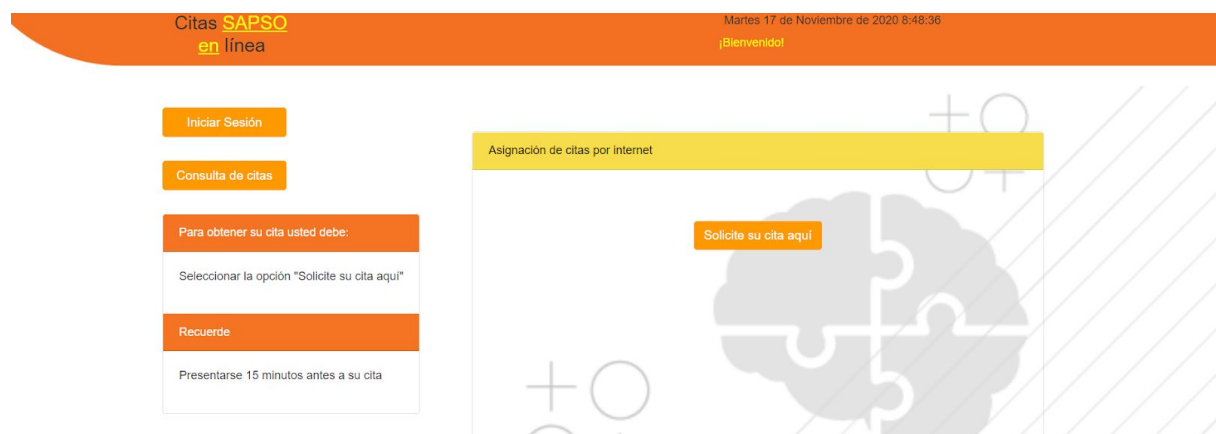 Citas SAPSO
en línea
Martes 17 de Noviembre de 2020 8:48:36
¡Bienvenido!
Iniciar Sesión
Consulta de citas
Para obtener su cita usted debe:
Seleccionar la opción "Solicite su cita aquí"
Recuerde
Presentarse 15 minutos antes a su cita
Asignación de citas por internet
Solicite su cita aquí